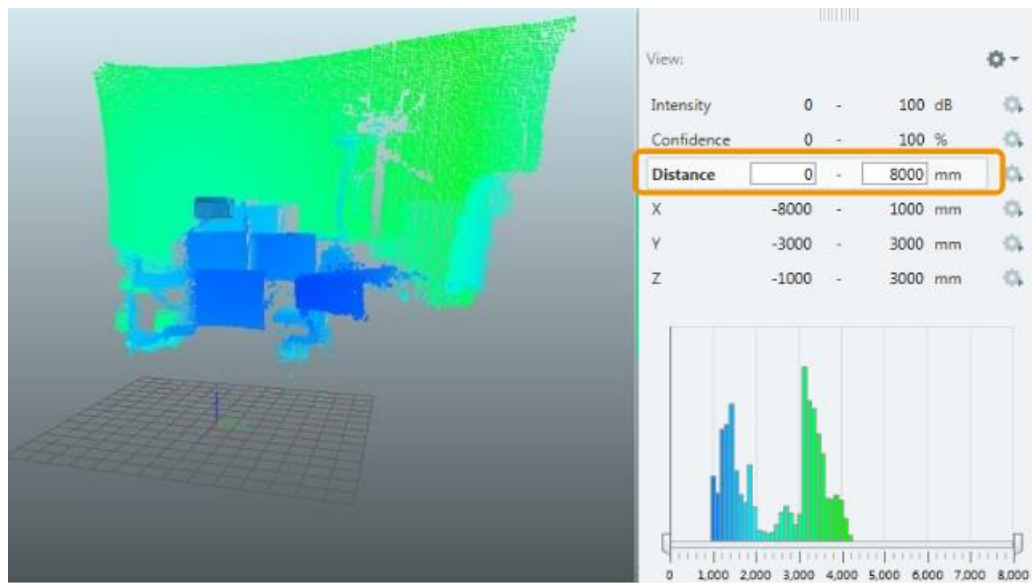 View:
Intensity 0 - 100 dB
Confidence 0 - 100 %
Distance 0 - 8000 mm
X -8000 - 1000 mm
Y -3000 - 3000 mm
Z -1000 - 3000 mm
0 1,000 2,000 3,000 4,000 5,000 6,000 7,000 8,000